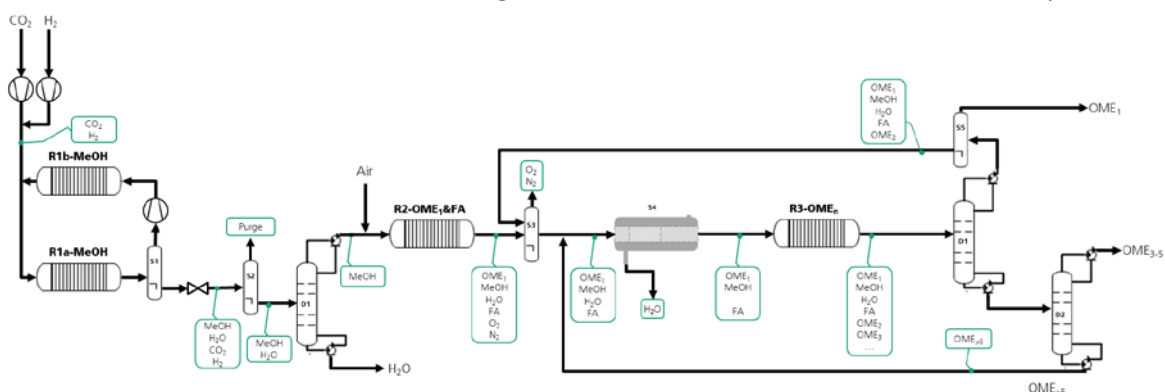 CO₂ H₂
CO₂
H₂
R1b-MeOH
R1a-MeOH
S1
Purge
S2
MeOH
H₂O
CO₂
H₂
MeOH
H₂O
D1
H₂O
Air
MeOH
R2-OME₁&FA
OME₁
MeOH
H₂O
FA
O₂
N₂
O₂
N₂
S3
OME₁
MeOH
H₂O
FA
S4
H₂O
OME₁
MeOH
FA
R3-OMEₙ
OME₁
MeOH
H₂O
FA
OME₂
OME₃
...
OME₁
MeOH
H₂O
FA
OME₂
S5
OME₁
D1
D2
OME₃₋₅
OME>₅